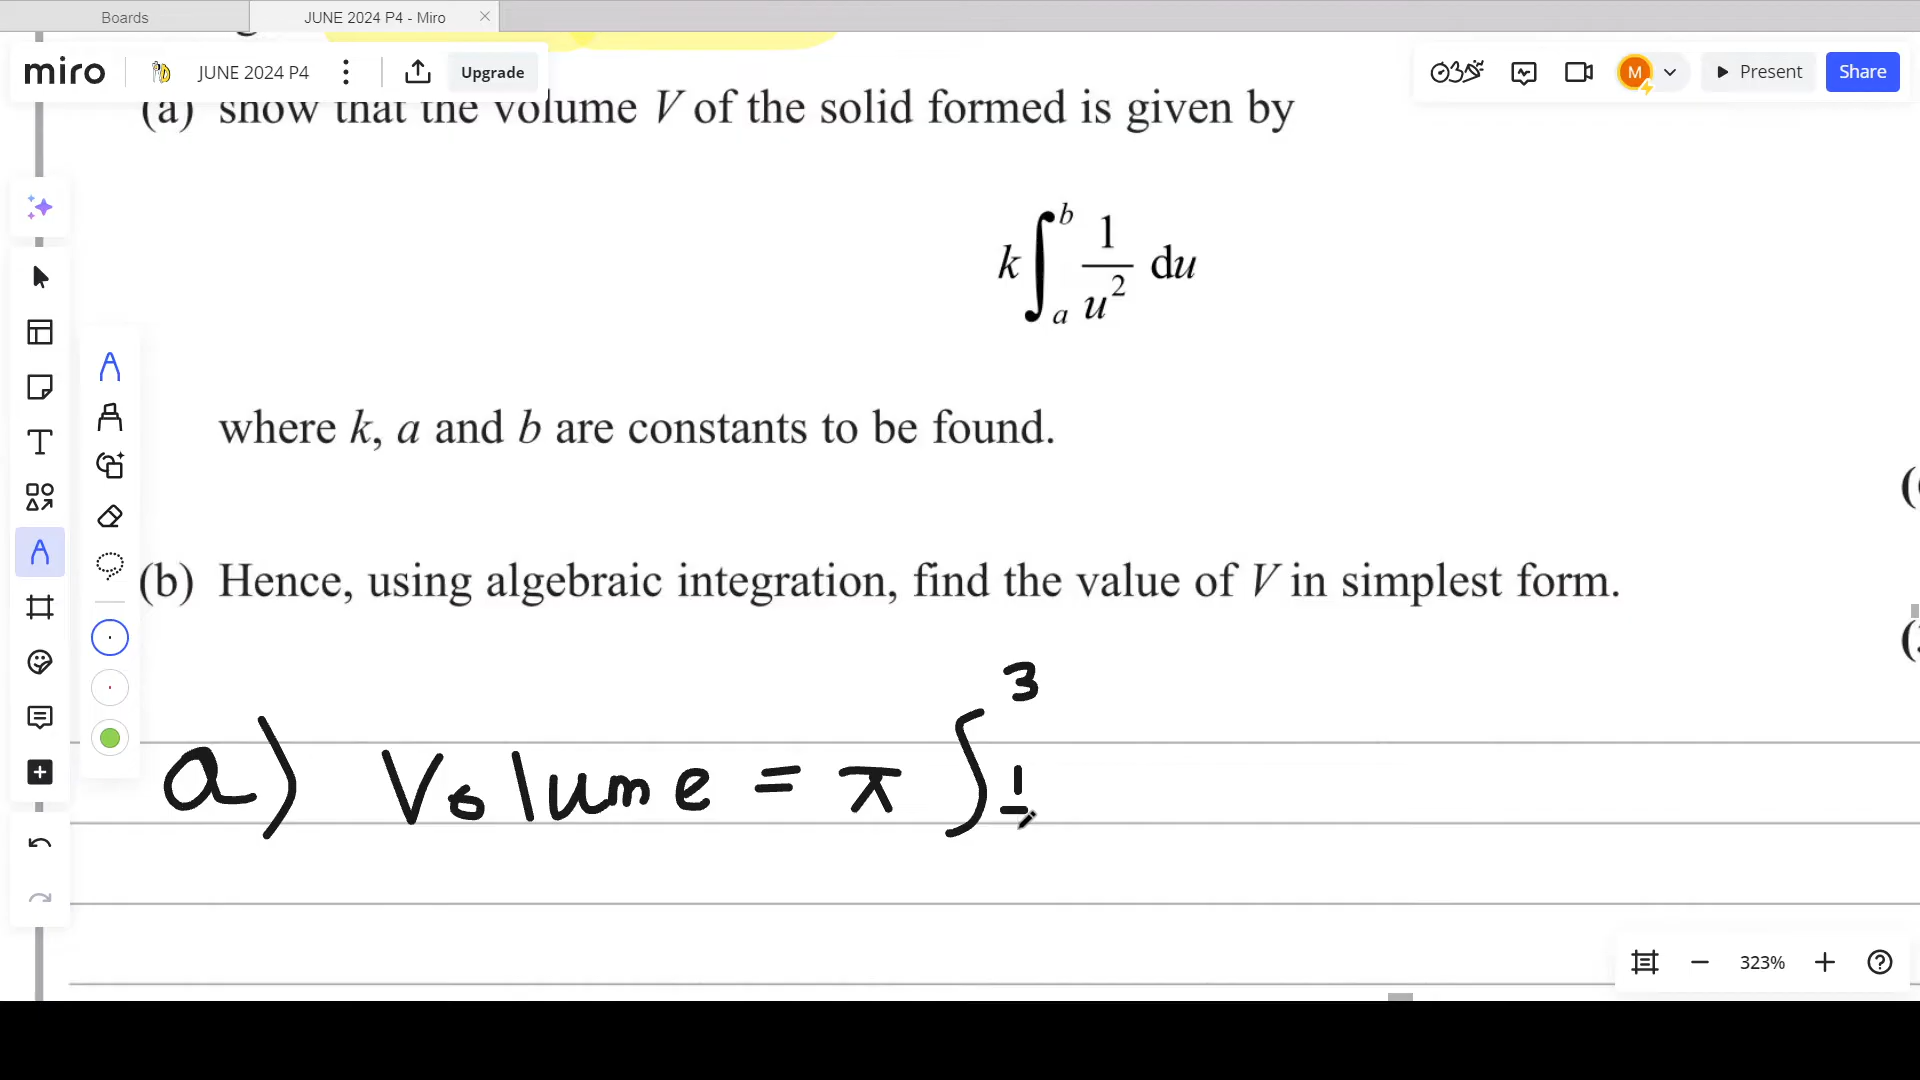 Boards
JUNE 2024 P4 - Miro
miro
JUNE 2024 P4
Upgrade
M
Present
Share
(a) show that the volume V of the solid formed is given by
k ∫_a^b 1/u² du
where k, a and b are constants to be found.
(b) Hence, using algebraic integration, find the value of V in simplest form.
a) Volume = π ∫ 3
1
323%